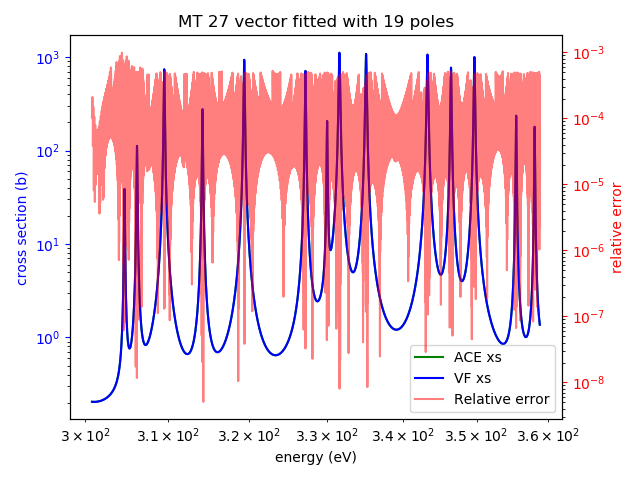 MT 27 vector fitted with 19 poles
cross section (b)
10³
10²
10¹
10⁰
10⁻³
10⁻⁴
10⁻⁵
10⁻⁶
10⁻⁷
10⁻⁸
relative error
ACE xs
VF xs
Relative error
3 × 10² 3.1 × 10² 3.2 × 10² 3.3 × 10² 3.4 × 10² 3.5 × 10² 3.6 × 10²
energy (eV)